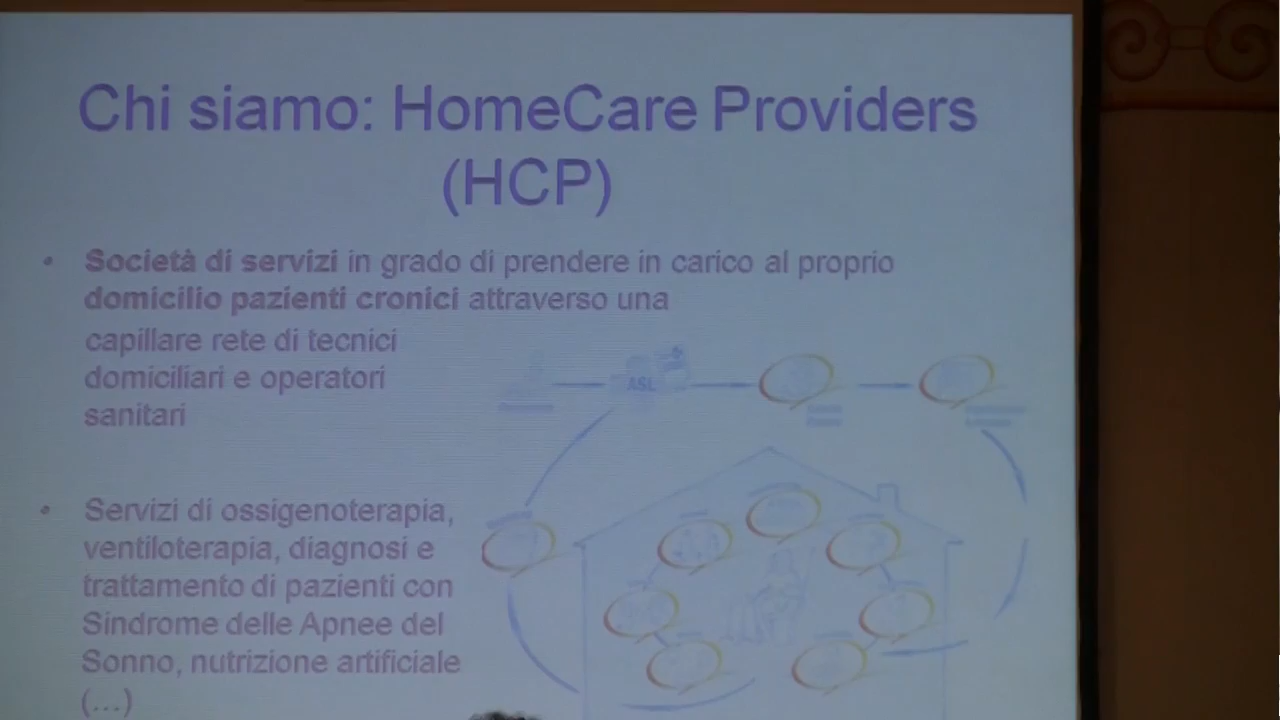 Chi siamo: HomeCare Providers
(HCP)
• Società di servizi in grado di prendere in carico al proprio
domicilio pazienti cronici attraverso una
capillare rete di tecnici
domiciliari e operatori
sanitari
ASL
• Servizi di ossigenoterapia,
ventiloterapia, diagnosi e
trattamento di pazienti con
Sindrome delle Apnee del
Sonno, nutrizione artificiale
(...)